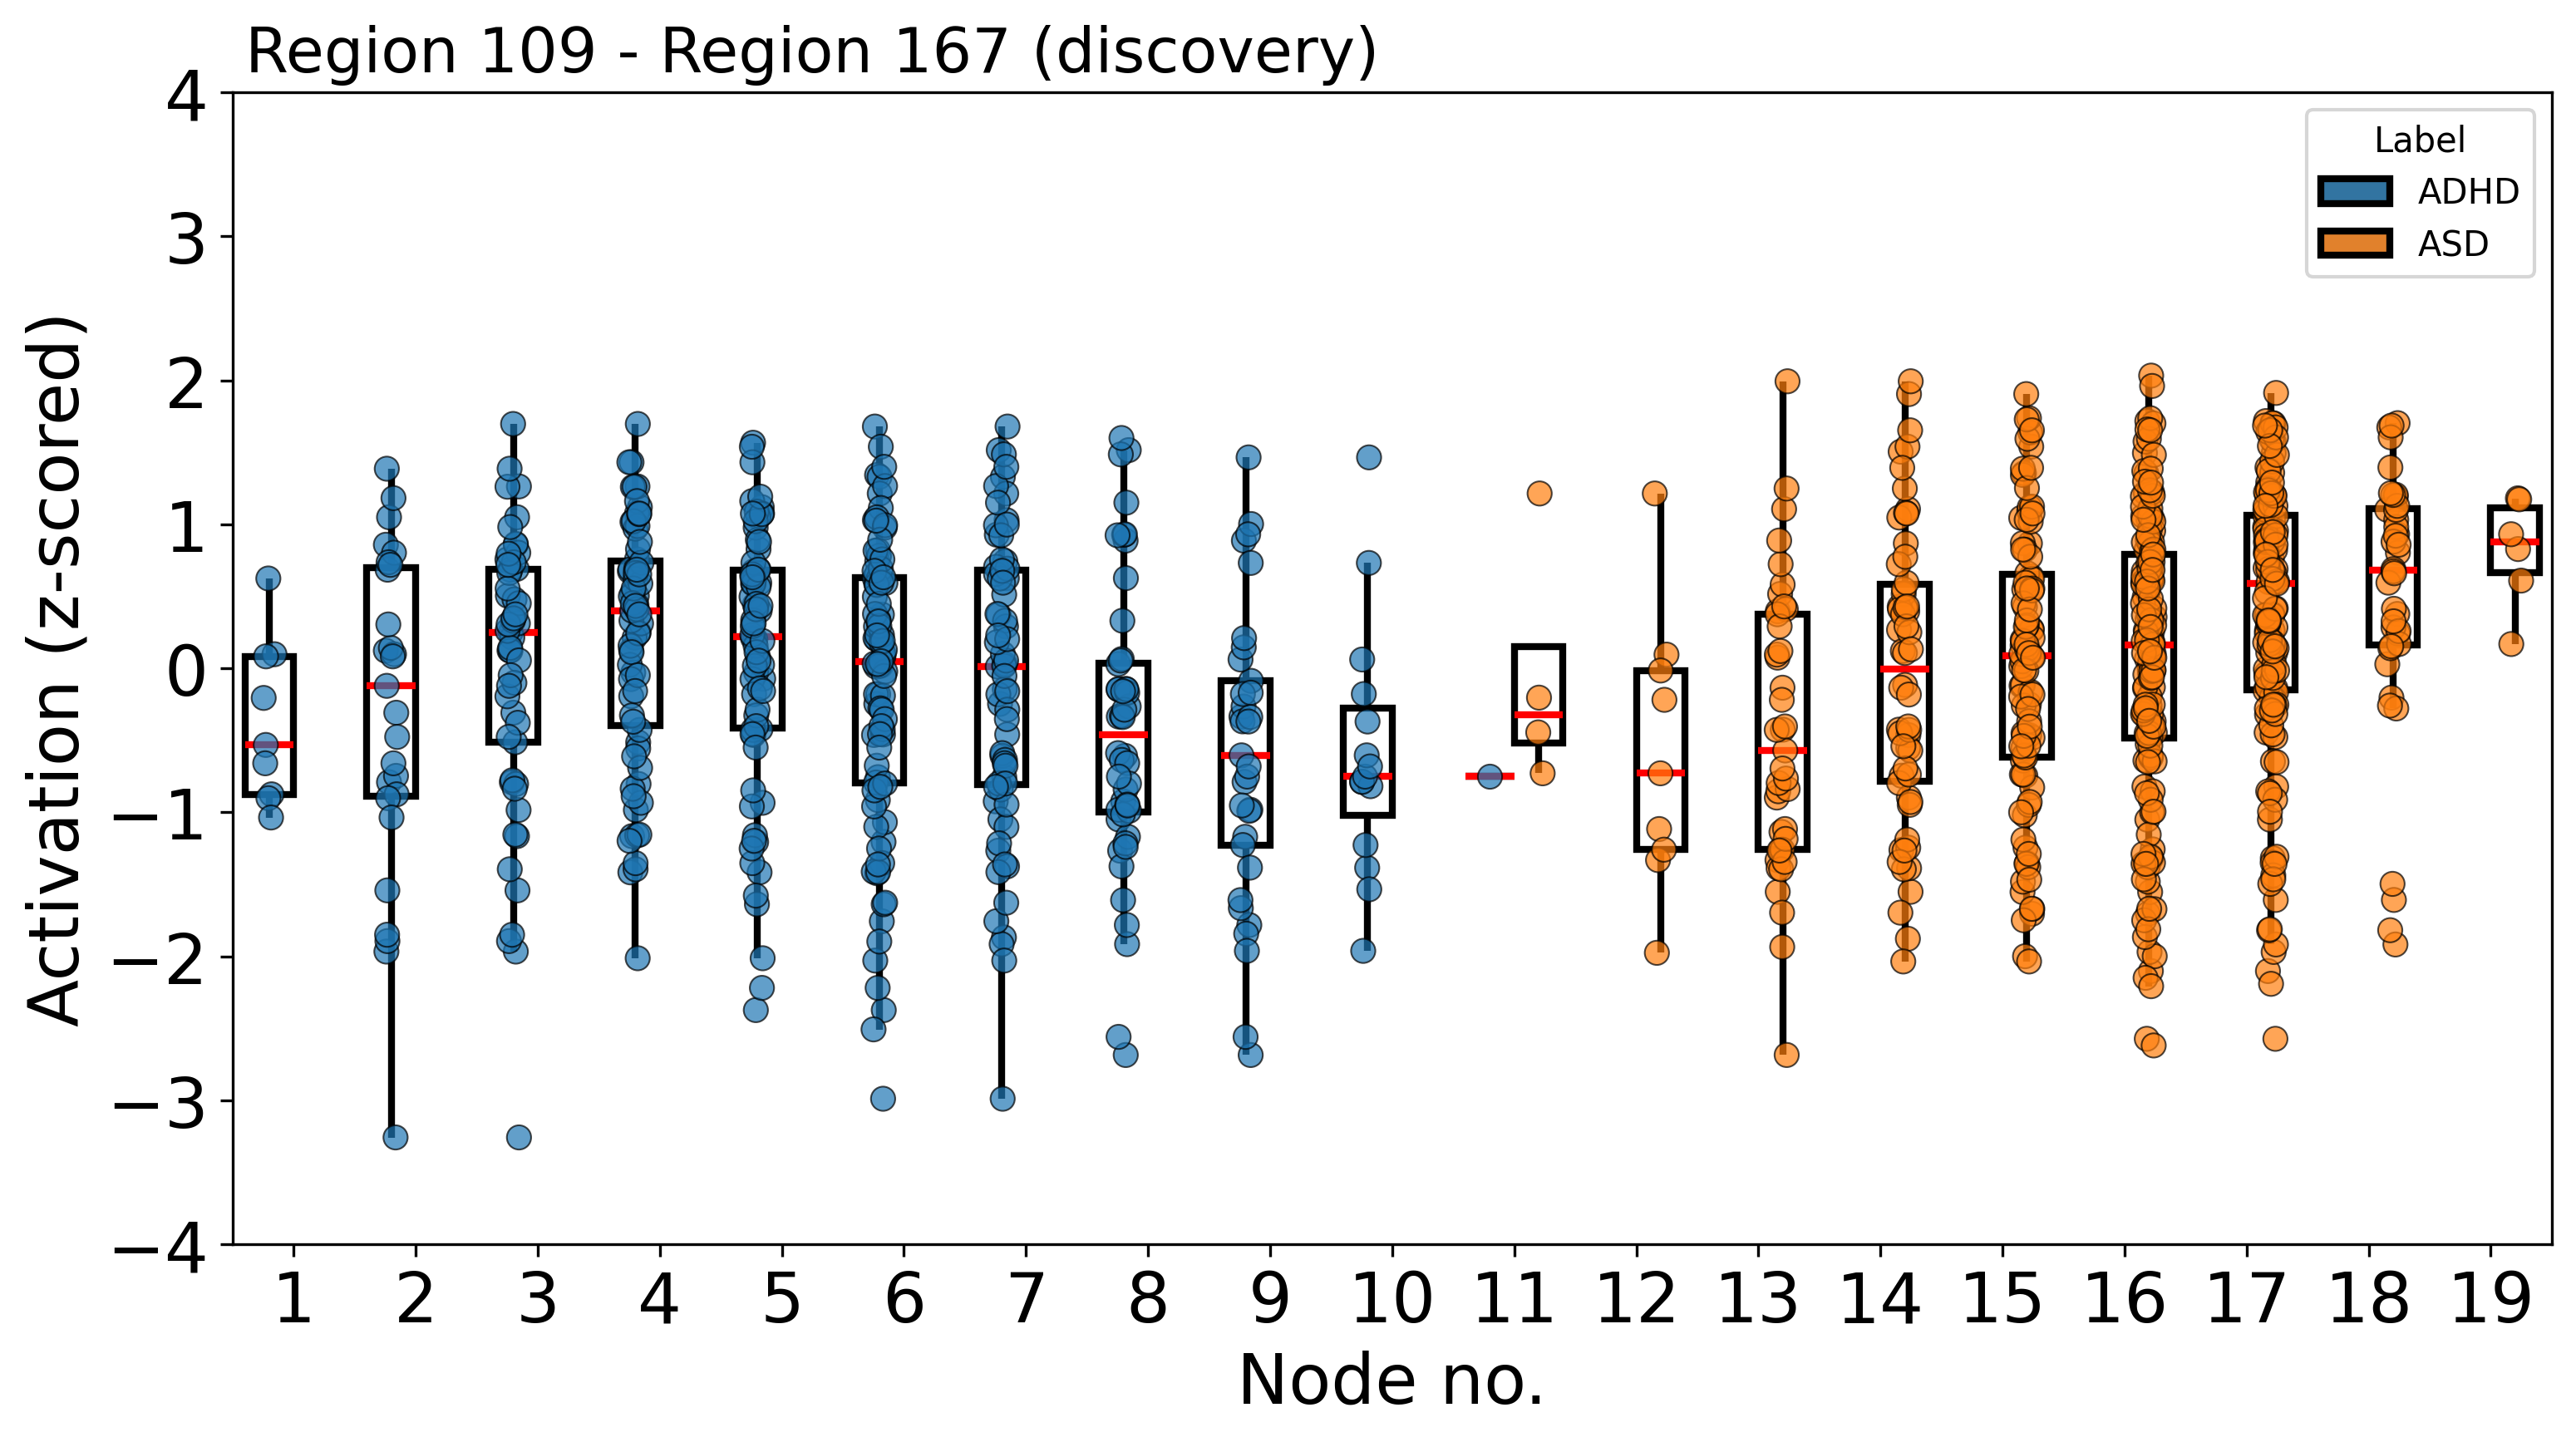 Region 109 - Region 167 (discovery)
Activation (z-scored)
4
3
2
1
0
−1
−2
−3
−4
Label
ADHD
ASD
1 2 3 4 5 6 7 8 9 10 11 12 13 14 15 16 17 18 19
Node no.